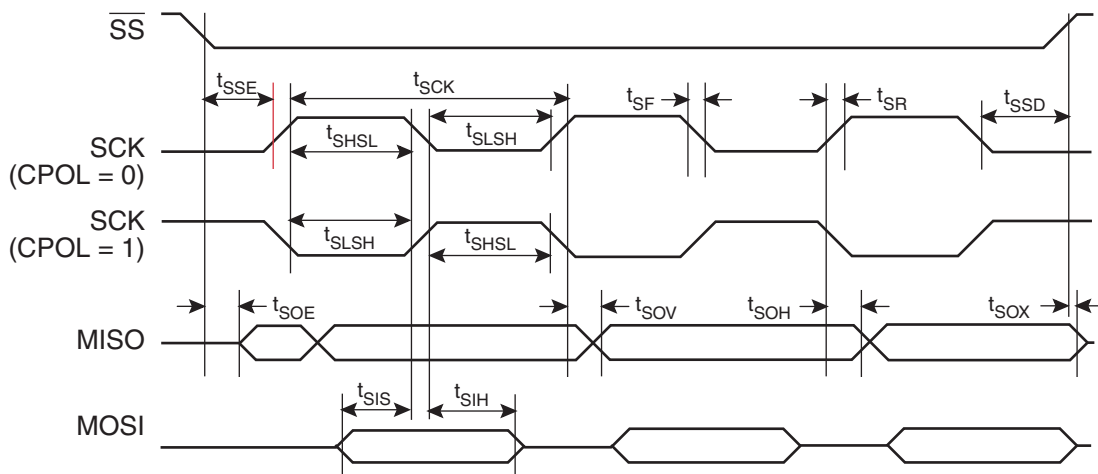 SS
tSSE
tSCK
tSF
tSR
tSSD
SCK
(CPOL = 0)
tSHSL
tSLSH
SCK
(CPOL = 1)
tSLSH
tSHSL
tSOE
tSOV
tSOH
tSOX
MISO
tSIS
tSIH
MOSI